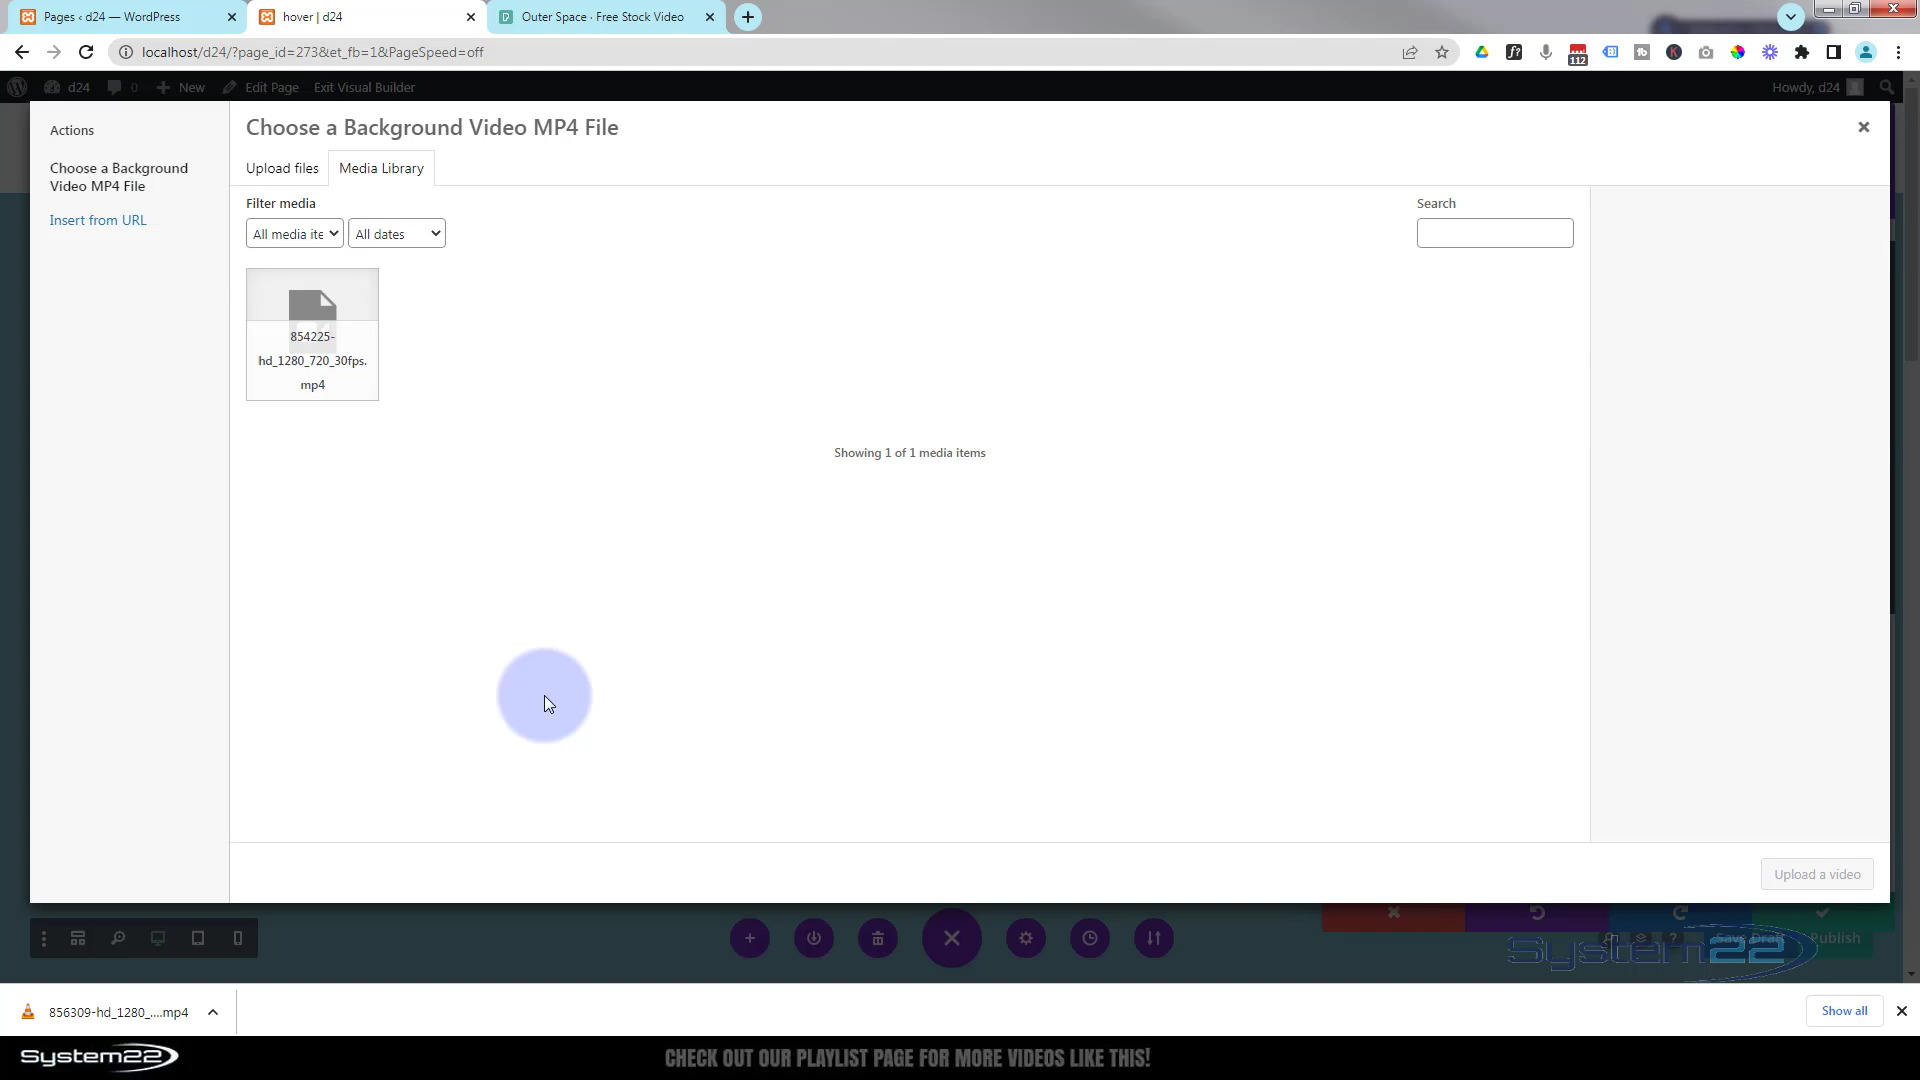 Pages ‹ d24 — WordPress
hover | d24
Outer Space · Free Stock Video
localhost/d24/?page_id=273&et_fb=1&PageSpeed=off
112
d24
0
New
Edit Page
Exit Visual Builder
Howdy, d24
Actions
Choose a Background
Video MP4 File
Insert from URL
Choose a Background Video MP4 File
Upload files
Media Library
Filter media
All media ite
All dates
Search
854225-
hd_1280_720_30fps.
mp4
Showing 1 of 1 media items
Upload a video
Save Draft
Publish
System22
856309-hd_1280_....mp4
Show all
System22
CHECK OUT OUR PLAYLIST PAGE FOR MORE VIDEOS LIKE THIS!